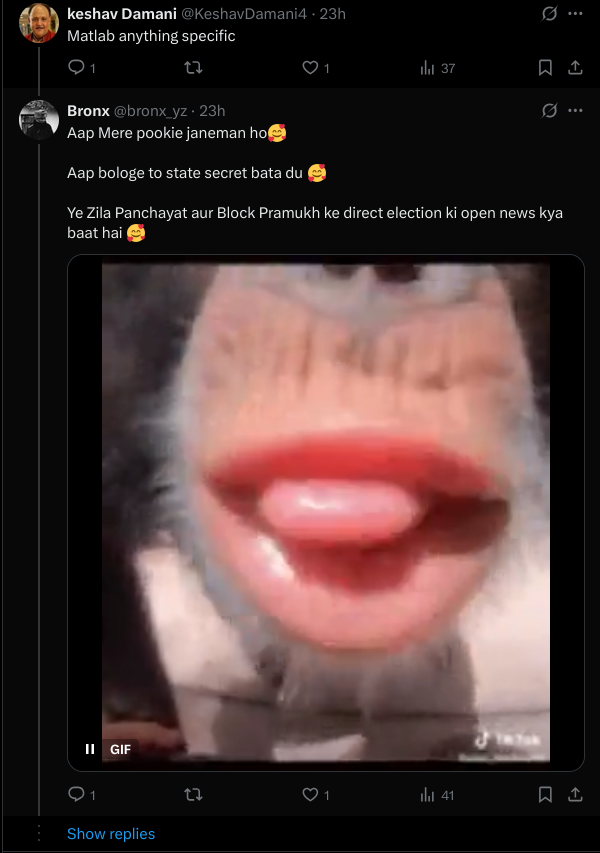 keshav Damani @KeshavDamani4 · 23h
Matlab anything specific
1 1 37
Bronx @bronx_yz · 23h
Aap Mere pookie janeman ho🥰
Aap bologe to state secret bata du 🥰
Ye Zila Panchayat aur Block Pramukh ke direct election ki open news kya
baat hai 🥰
GIF
TikTok
1 1 41
Show replies